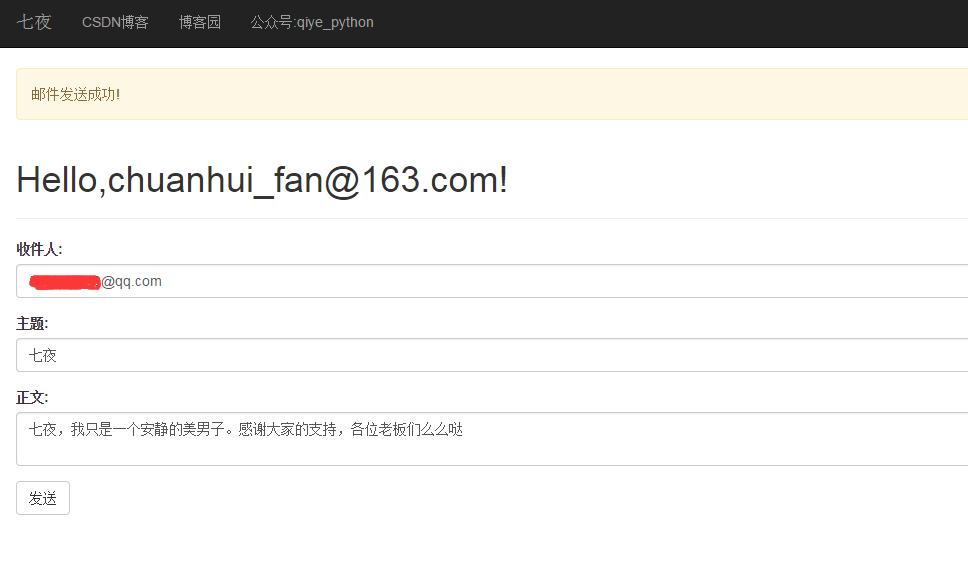 七夜 CSDN博客 博客园 公众号:qiye_python
邮件发送成功!
Hello,chuanhui_fan@163.com!
收件人:
@qq.com
主题:
七夜
正文:
七夜，我只是一个安静的美男子。感谢大家的支持，各位老板们么么哒
发送